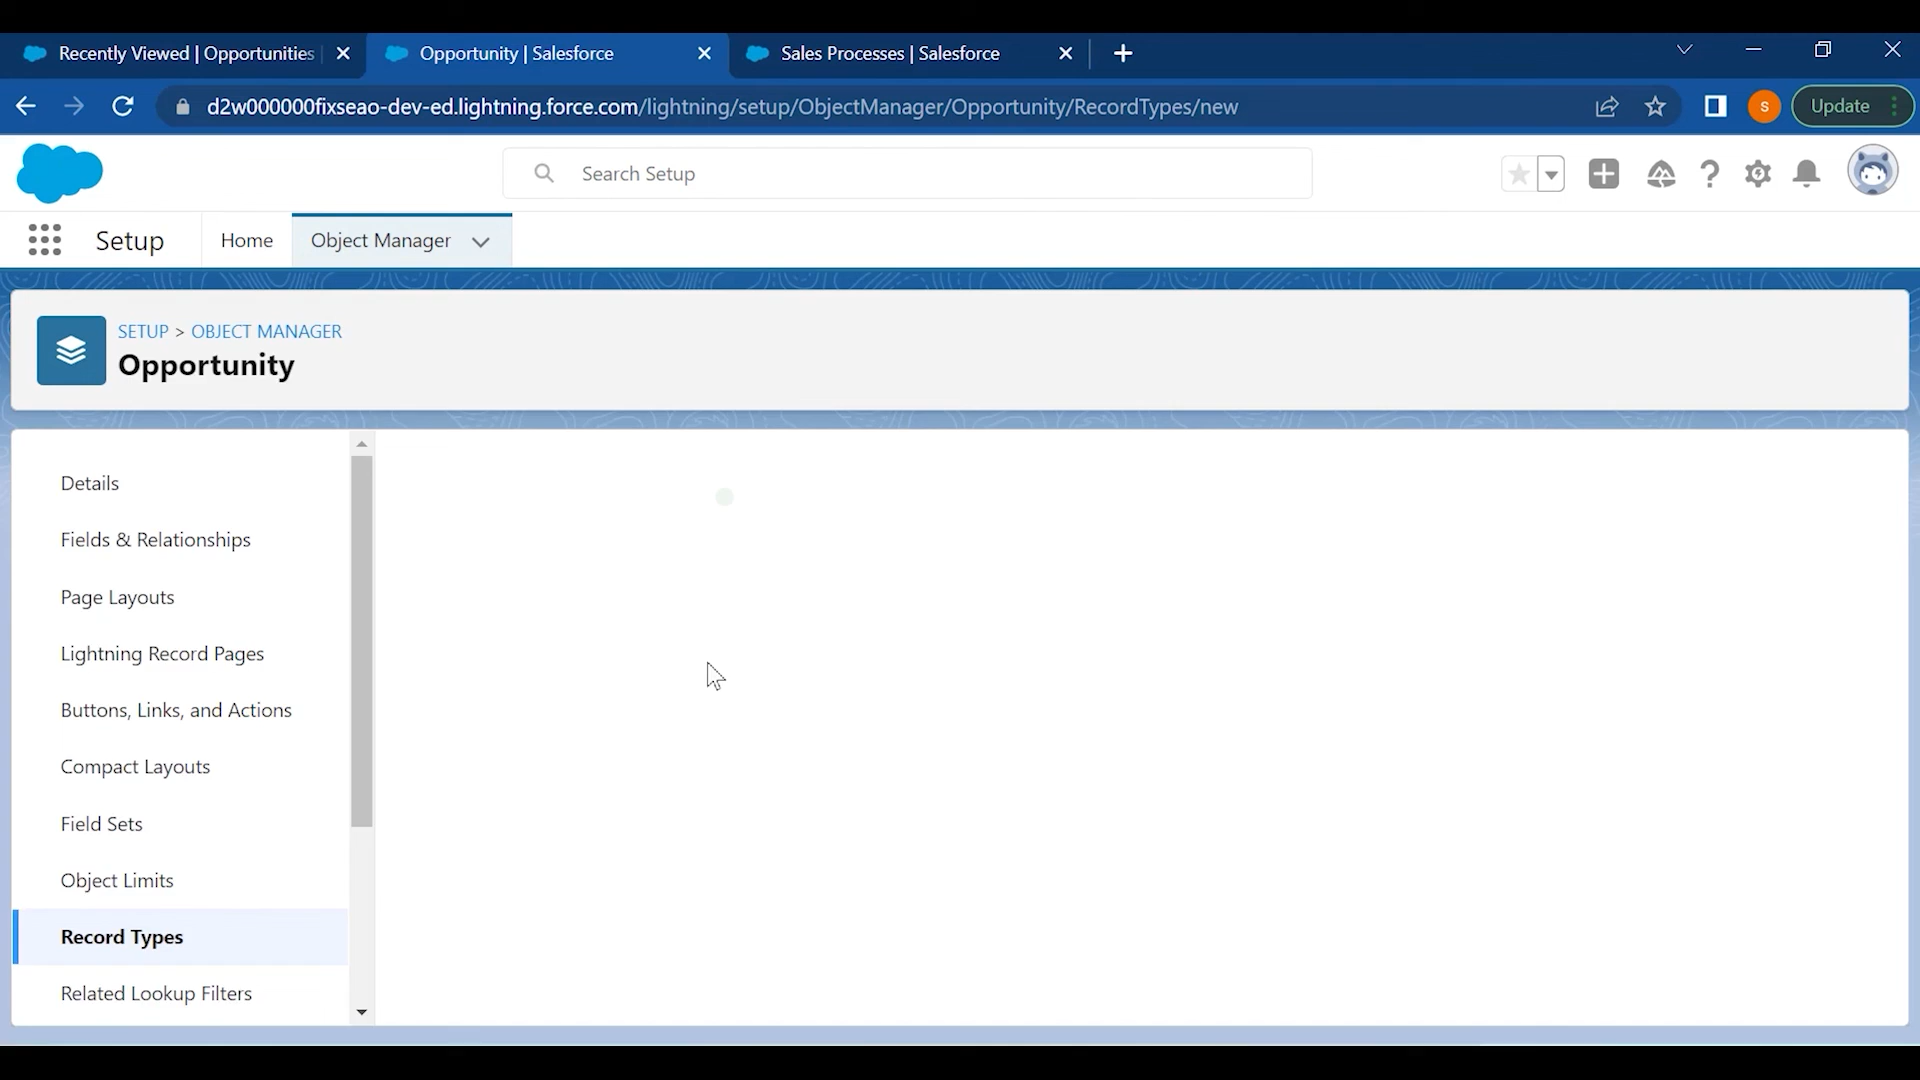 Recently Viewed | Opportunities
Opportunity | Salesforce
Sales Processes | Salesforce
d2w000000fixseao-dev-ed.lightning.force.com/lightning/setup/ObjectManager/Opportunity/RecordTypes/new
S
Update
Search Setup
Setup
Home
Object Manager
SETUP > OBJECT MANAGER
Opportunity
Details
Fields & Relationships
Page Layouts
Lightning Record Pages
Buttons, Links, and Actions
Compact Layouts
Field Sets
Object Limits
Record Types
Related Lookup Filters